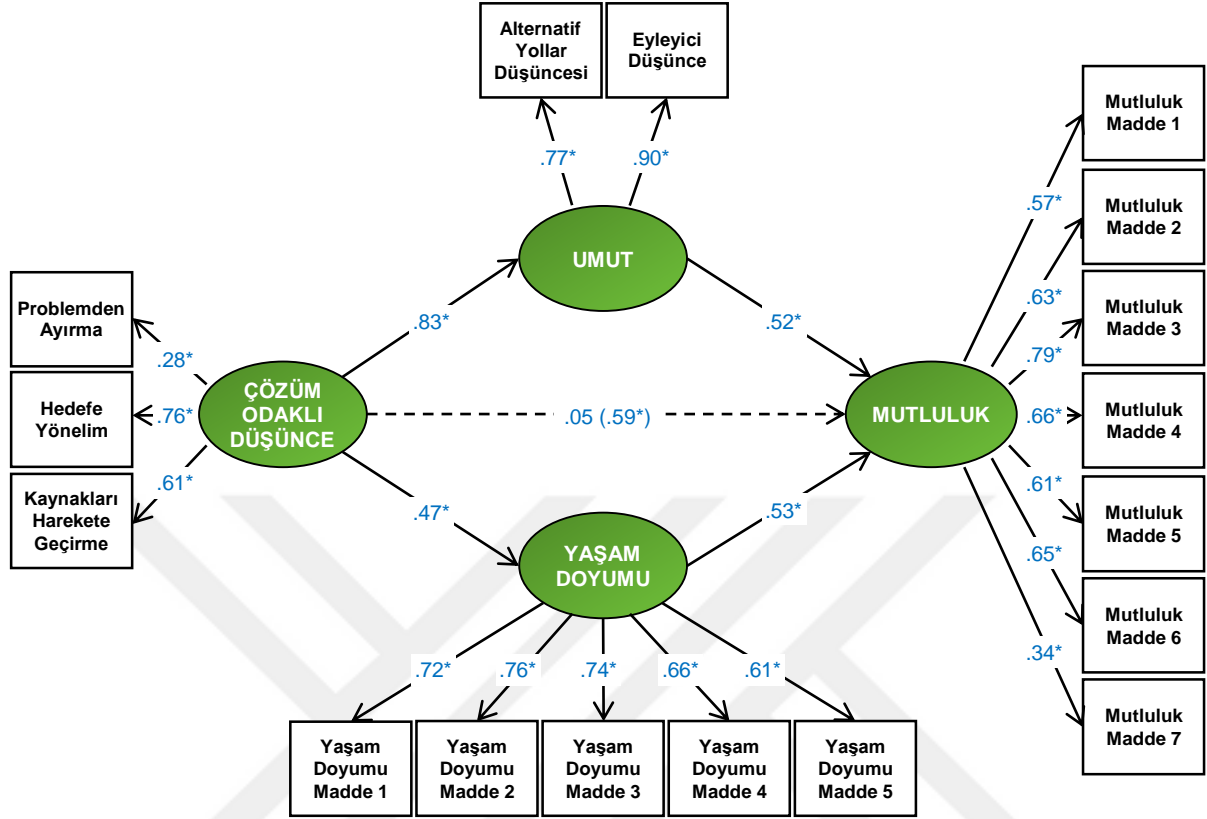 Alternatif
Yollar
Düşüncesi
Eyleyici
Düşünce
.77*
.90*
UMUT
Problemden
Ayırma
Hedefe
Yönelim
Kaynakları
Harekete
Geçirme
.28*
.76*
.61*
ÇÖZÜM
ODAKLI
DÜŞÜNCE
.83*
.52*
.05 (.59*)
.47*
.53*
YAŞAM
DOYUMU
.72*
.76*
.74*
.66*
.61*
Yaşam
Doyumu
Madde 1
Yaşam
Doyumu
Madde 2
Yaşam
Doyumu
Madde 3
Yaşam
Doyumu
Madde 4
Yaşam
Doyumu
Madde 5
MUTLULUK
.57*
.63*
.79*
.66*
.61*
.65*
.34*
Mutluluk
Madde 1
Mutluluk
Madde 2
Mutluluk
Madde 3
Mutluluk
Madde 4
Mutluluk
Madde 5
Mutluluk
Madde 6
Mutluluk
Madde 7